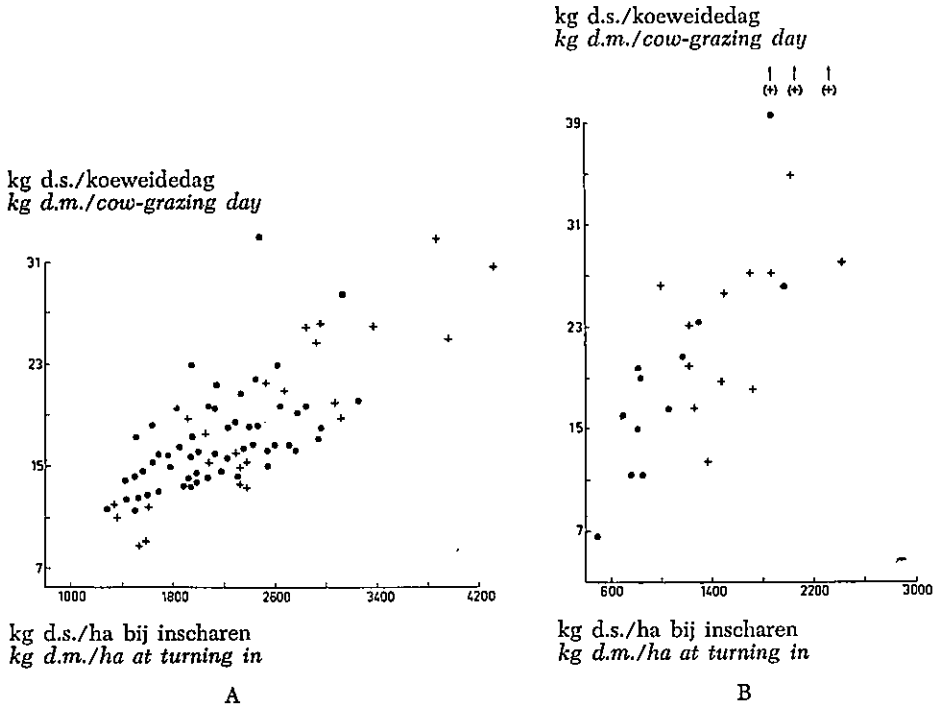 kg d.s./koeweidedag
kg d.m./cow-grazing day
31
23
15
7
1000
1800
2600
3400
4200
kg d.s./ha bij inscharen
kg d.m./ha at turning in
A
kg d.s./koeweidedag
kg d.m./cow-grazing day
(+) (+) (+)
39
31
23
15
7
600
1400
2200
3000
kg d.s./ha bij inscharen
kg d.m./ha at turning in
B